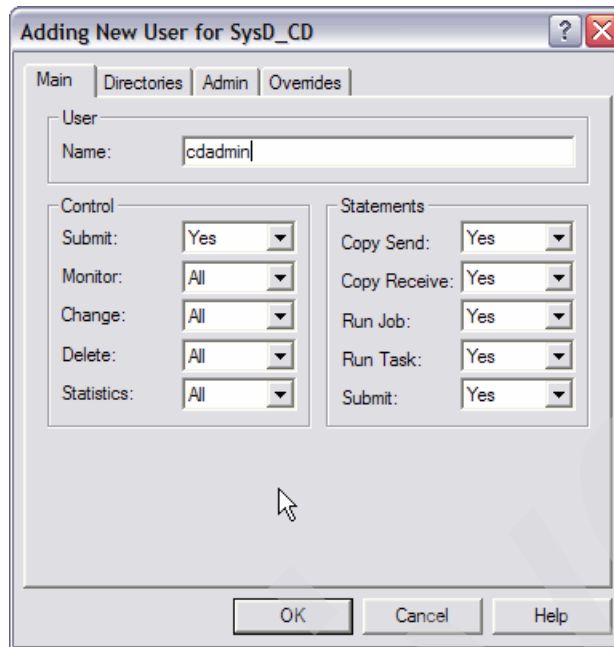 Adding New User for SysD_CD
Main Directories Admin Overrides
User
Name: cdadmin
Control
Submit: Yes
Monitor: All
Change: All
Delete: All
Statistics: All
Statements
Copy Send: Yes
Copy Receive: Yes
Run Job: Yes
Run Task: Yes
Submit: Yes
OK Cancel Help